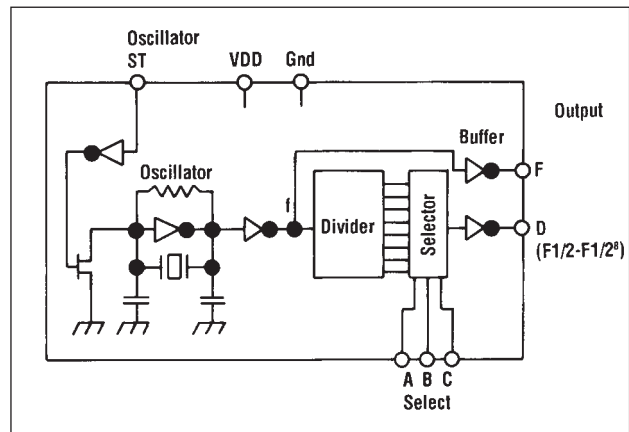 Oscillator
ST
VDD
Gnd
Output
Buffer
Oscillator
f
F
Divider
Selector
D
(F1/2-F1/2⁸)
A B C
Select